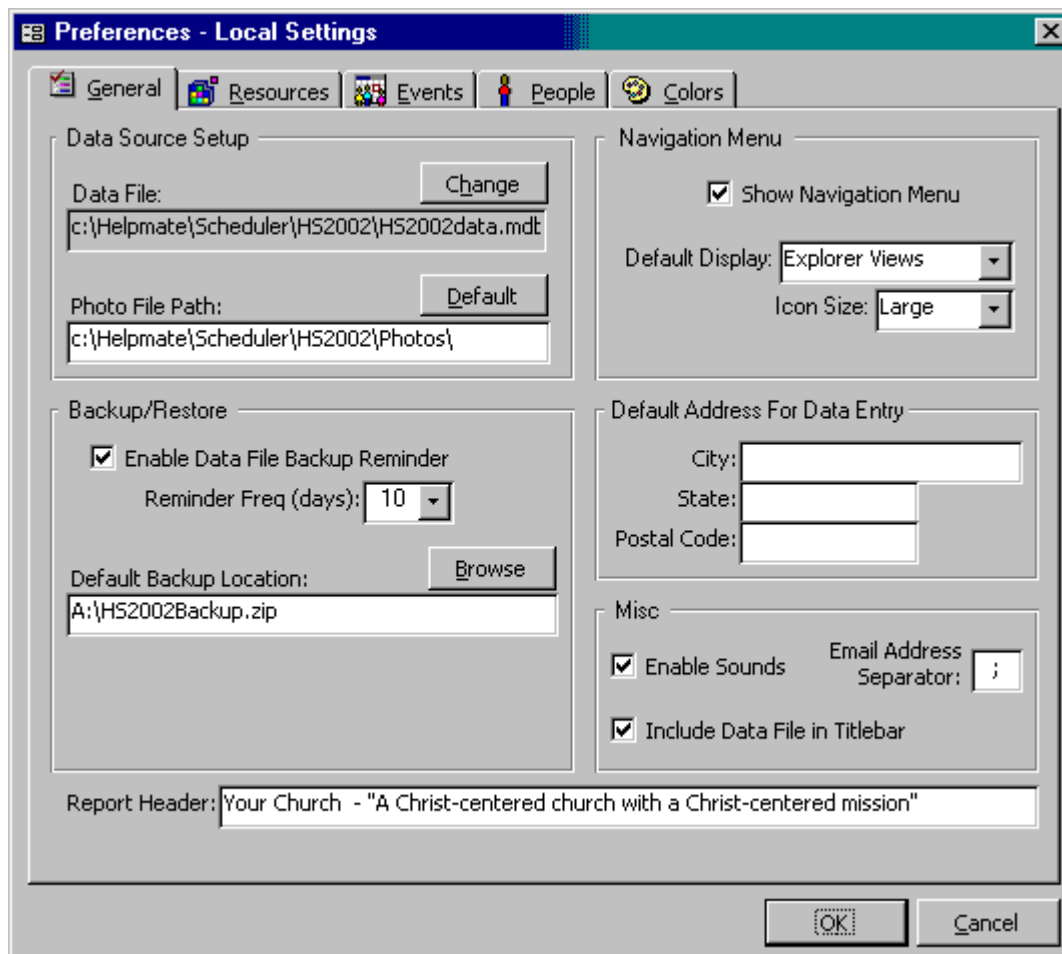 Preferences - Local Settings
General
Resources
Events
People
Colors
Data Source Setup
Data File:
Change
c:\Helpmate\Scheduler\HS2002\HS2002data.mdb
Photo File Path:
Default
c:\Helpmate\Scheduler\HS2002\Photos\
Navigation Menu
Show Navigation Menu
Default Display: Explorer Views
Icon Size: Large
Backup/Restore
Enable Data File Backup Reminder
Reminder Freq (days): 10
Default Backup Location:
Browse
A:\HS2002Backup.zip
Default Address For Data Entry
City:
State:
Postal Code:
Misc
Enable Sounds
Email Address
Separator: ;
Include Data File in Titlebar
Report Header: Your Church - "A Christ-centered church with a Christ-centered mission"
OK
Cancel